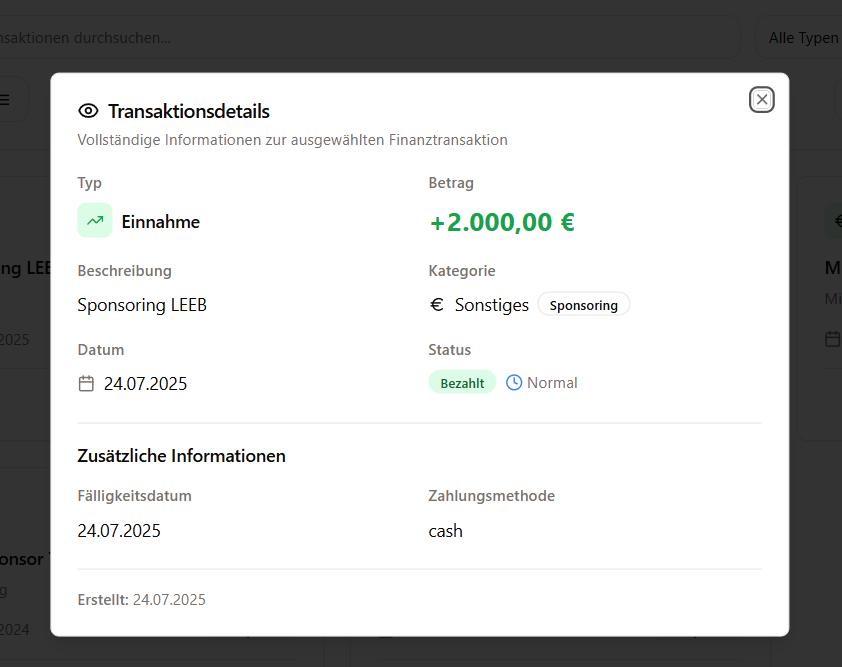 nsaktionen durchsuchen...
Alle Typen
Transaktionsdetails
Vollständige Informationen zur ausgewählten Finanztransaktion
Typ
Betrag
Einnahme
+2.000,00 €
Beschreibung
Kategorie
Sponsoring LEEB
€ Sonstiges Sponsoring
Datum
Status
24.07.2025
Bezahlt Normal
Zusätzliche Informationen
Fälligkeitsdatum
Zahlungsmethode
24.07.2025
cash
Erstellt: 24.07.2025
ng LEE
2025
onsor
g
2024
€
M
Mi